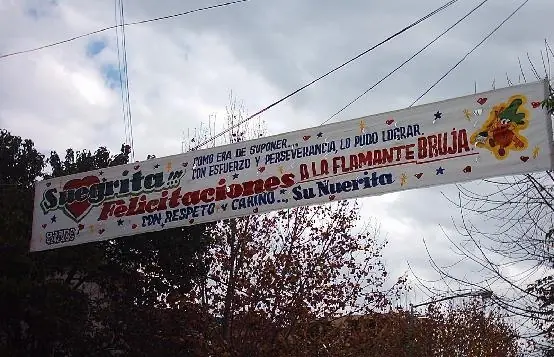 COMO ERA DE SUPONER...
CON ESFUERZO Y PERSEVERANCIA, LO PUDO LOGRAR.
Suegrita!!!
Felicitaciones A LA FLAMANTE BRUJA.
CON RESPETO Y CARIÑO... Su Nuerita